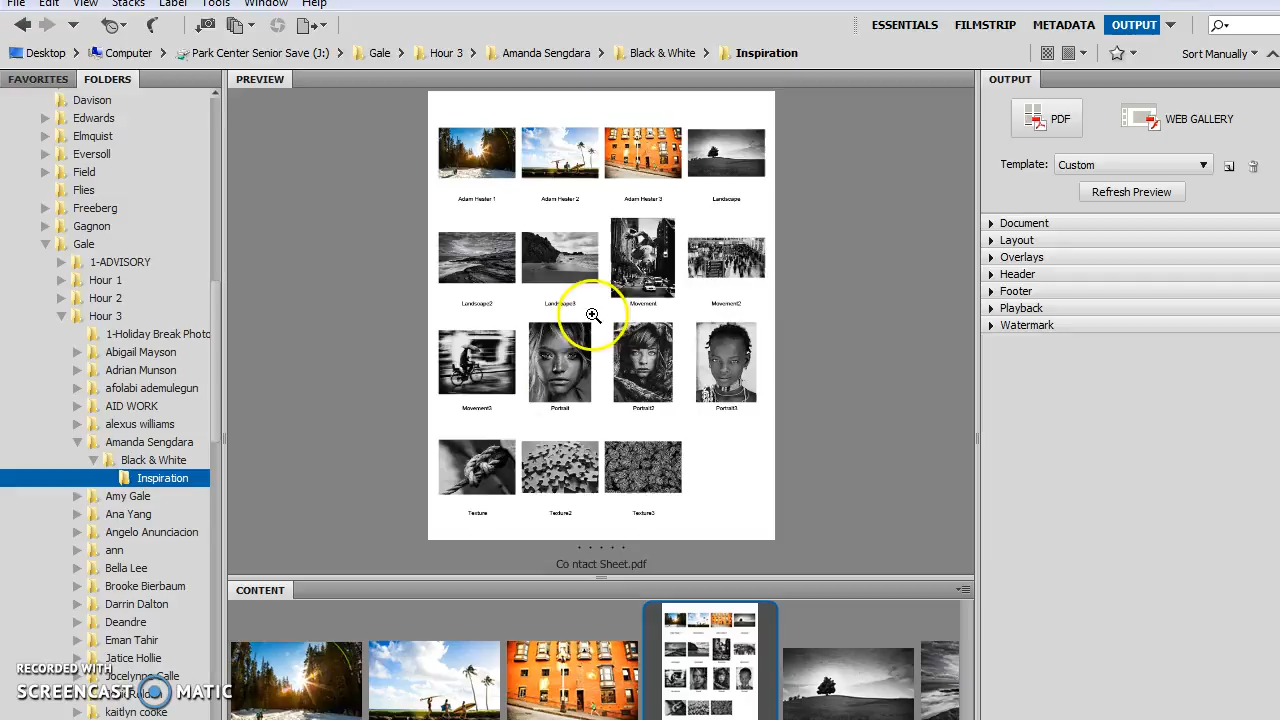 File Edit View Stacks Label Tools Window Help
ESSENTIALS FILMSTRIP METADATA OUTPUT
Desktop Computer Park Center Senior Save (J:) Gale Hour 3 Amanda Sengdara Black & White Inspiration
Sort Manually
FAVORITES FOLDERS
PREVIEW
OUTPUT
Davison
Edwards
Elmquist
Eversoll
Field
Flies
Freeberg
Gagnon
Gale
1-ADVISORY
Hour 1
Hour 2
Hour 3
1-Holiday Break Photo
Abigail Mayson
Adrian Munson
afolabi ademulegun
AID WORK
alexus williams
Amanda Sengdara
Black & White
Inspiration
Amy Gale
Ana Yang
Angelo Anunciacion
ann
Bella Lee
Brooke Bierbaum
Darrin Dalton
Deandre
Eman Tahir
Hollie
Adam Hester 1 Adam Hester 2 Adam Hester 3 Landscape
Landscape2 Landscape3 Movement Movement2
Movement3 Portrait Portrait2 Portrait3
Texture Texture2 Texture3
Co ntact Sheet.pdf
CONTENT
PDF WEB GALLERY
Template: Custom
Refresh Preview
Document
Layout
Overlays
Header
Footer
Playback
Watermark
RECORDED WITH
SCREENCAST MATIC